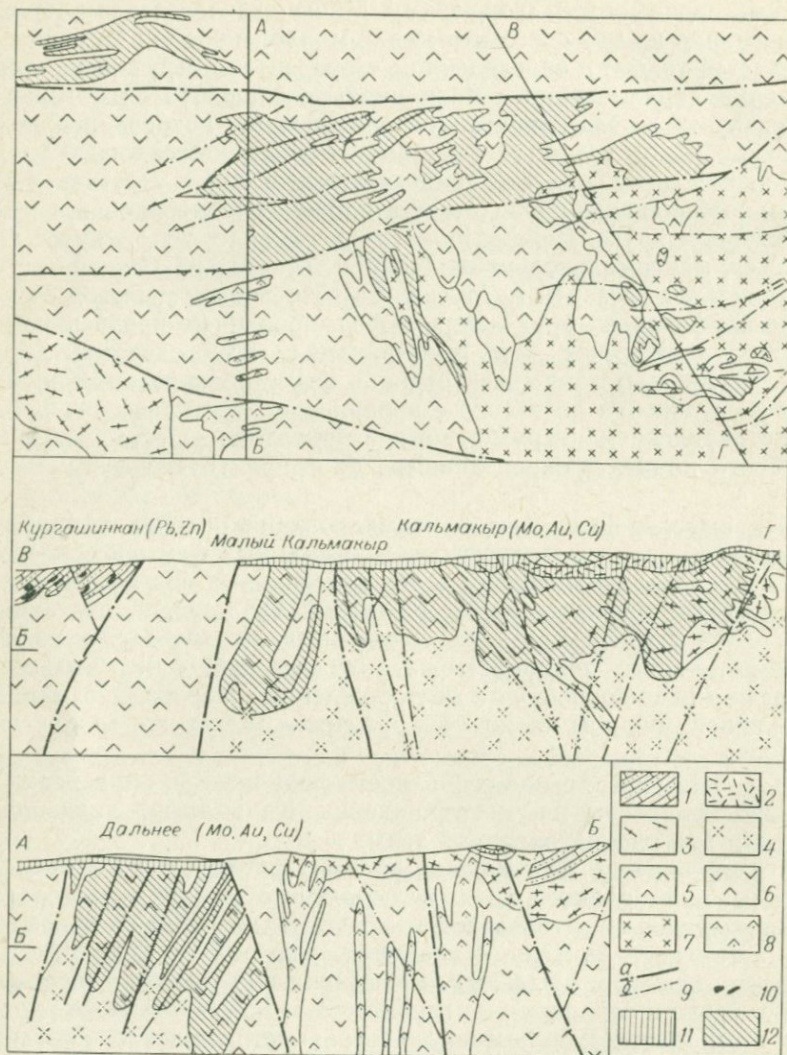 А В
Б Г
Кургашинкан (Pb, Zn) Кальмакыр (Mo, Au, Cu) Г
В Малый Кальмакыр
Б
Дальнее (Mo, Au, Cu)
А Б
Б
1 2
3 4
5 6
7 8
а
б 9 10
11 12